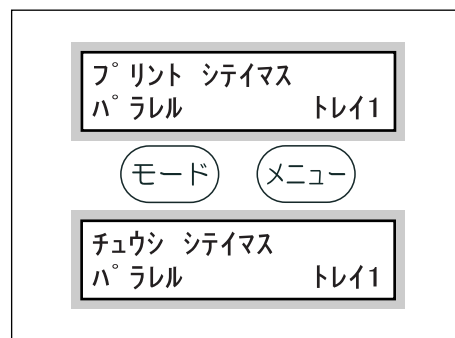 プリント シテイマス
パラレル トレイ1
モード メニュー
チュウシ シテイマス
パラレル トレイ1